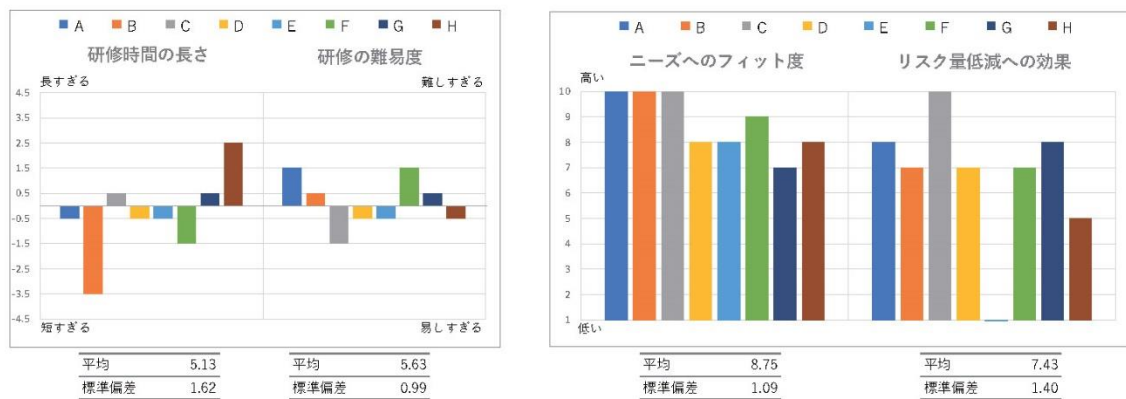 A B C D E F G H
研修時間の長さ 研修の難易度
長すぎる 難しすぎる
4.5
3.5
2.5
1.5
0.5
-0.5
-1.5
-2.5
-3.5
-4.5
短すぎる 易しすぎる
平均 5.13
標準偏差 1.62
平均 5.63
標準偏差 0.99
A B C D E F G H
ニーズへのフィット度 リスク量低減への効果
高い
10
9
8
7
6
5
4
3
2
1
低い
平均 8.75
標準偏差 1.09
平均 7.43
標準偏差 1.40